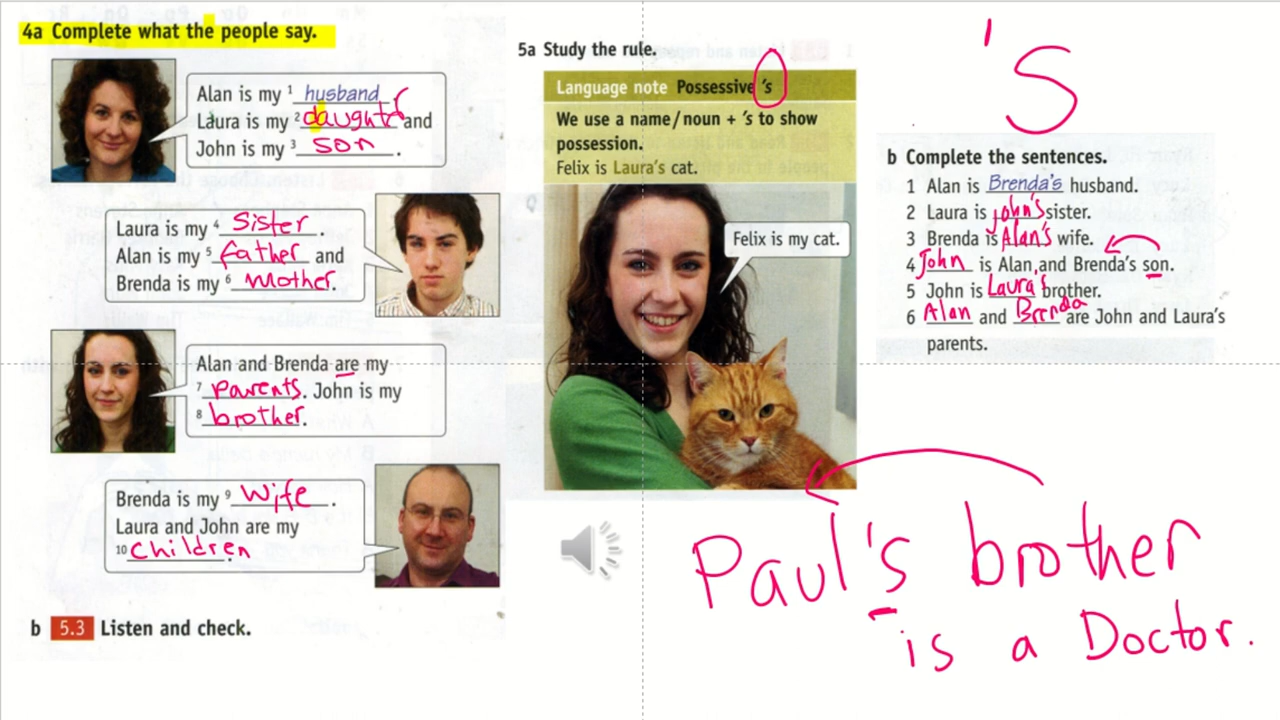 4a Complete what the people say.
Alan is my 1 husband
Laura is my 2 daughter and
John is my 3 son .
Laura is my 4 Sister .
Alan is my 5 father and
Brenda is my 6 mother.
Alan and Brenda are my
7 parents. John is my
8 brother.
Brenda is my 9 wife .
Laura and John are my
10 children .
b 5.3 Listen and check.
5a Study the rule.
Language note Possessive 's
We use a name/noun + 's to show
possession.
Felix is Laura's cat.
Felix is my cat.
's
b Complete the sentences.
1 Alan is Brenda's husband.
2 Laura is John's sister.
3 Brenda is Alan's wife.
4 John is Alan and Brenda's son.
5 John is Laura's brother.
6 Alan and Brenda are John and Laura's
parents.
Paul's brother
is a Doctor.